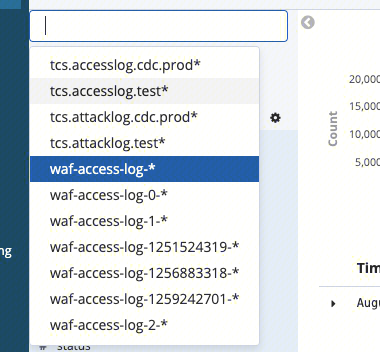 tcs.accesslog.cdc.prod*
tcs.accesslog.test*
tcs.attacklog.cdc.prod*
tcs.attacklog.test*
waf-access-log-*
waf-access-log-0-*
waf-access-log-1-*
waf-access-log-1251524319-*
waf-access-log-1256883318-*
waf-access-log-1259242701-*
waf-access-log-2-*
# status
ng
20,000
15,000
10,000
5,000
Count
Tim
Augu